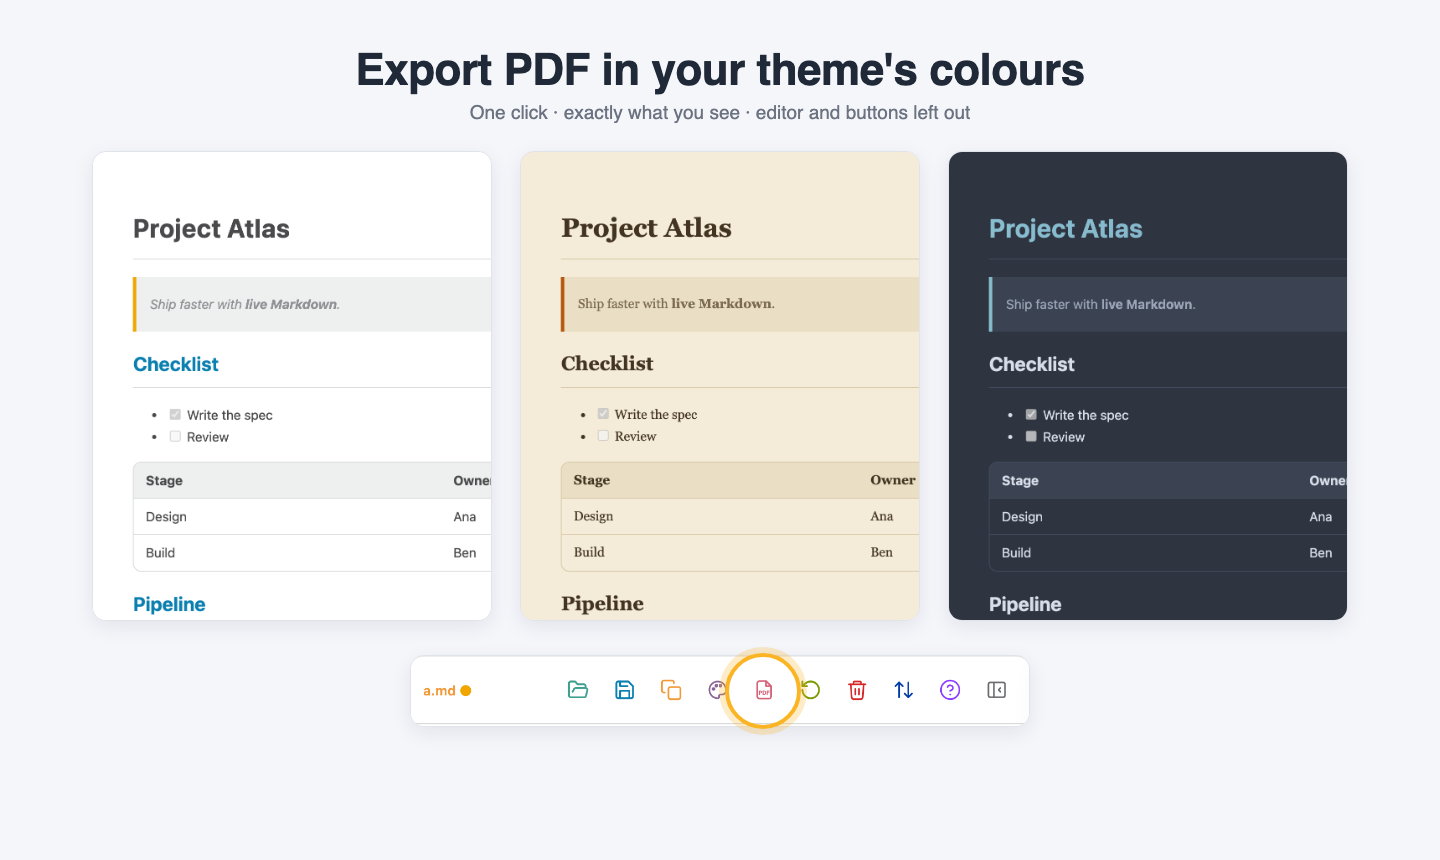 Export PDF in your theme's colours
One click · exactly what you see · editor and buttons left out
Project Atlas
Ship faster with live Markdown.
Checklist
Write the spec
Review
Stage Owner
Design Ana
Build Ben
Pipeline
Project Atlas
Ship faster with live Markdown.
Checklist
Write the spec
Review
Stage Owner
Design Ana
Build Ben
Pipeline
Project Atlas
Ship faster with live Markdown.
Checklist
Write the spec
Review
Stage Owner
Design Ana
Build Ben
Pipeline
a.md PDF